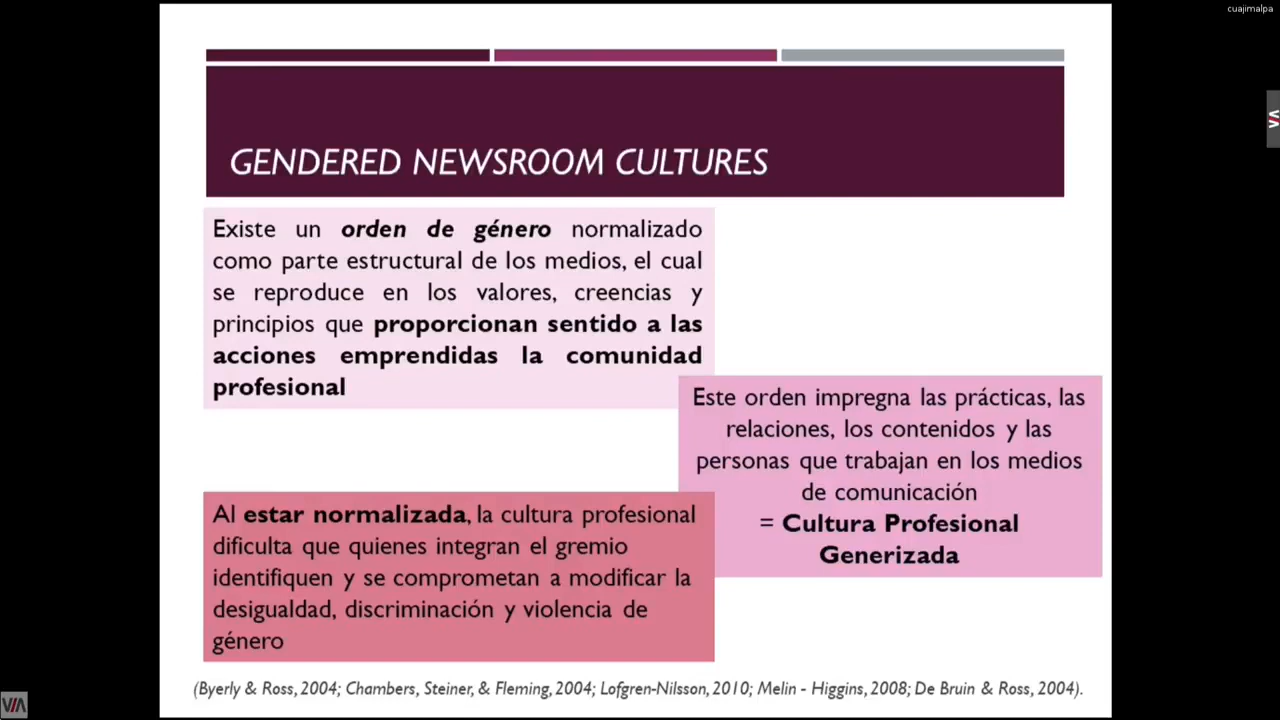 cuajimalpa
GENDERED NEWSROOM CULTURES
Existe un orden de género normalizado
como parte estructural de los medios, el cual
se reproduce en los valores, creencias y
principios que proporcionan sentido a las
acciones emprendidas la comunidad
profesional
Este orden impregna las prácticas, las
relaciones, los contenidos y las
personas que trabajan en los medios
de comunicación
= Cultura Profesional
Generizada
Al estar normalizada, la cultura profesional
dificulta que quienes integran el gremio
identifiquen y se comprometan a modificar la
desigualdad, discriminación y violencia de
género
(Byerly & Ross, 2004; Chambers, Steiner, & Fleming, 2004; Lofgren-Nilsson, 2010; Melin - Higgins, 2008; De Bruin & Ross, 2004).